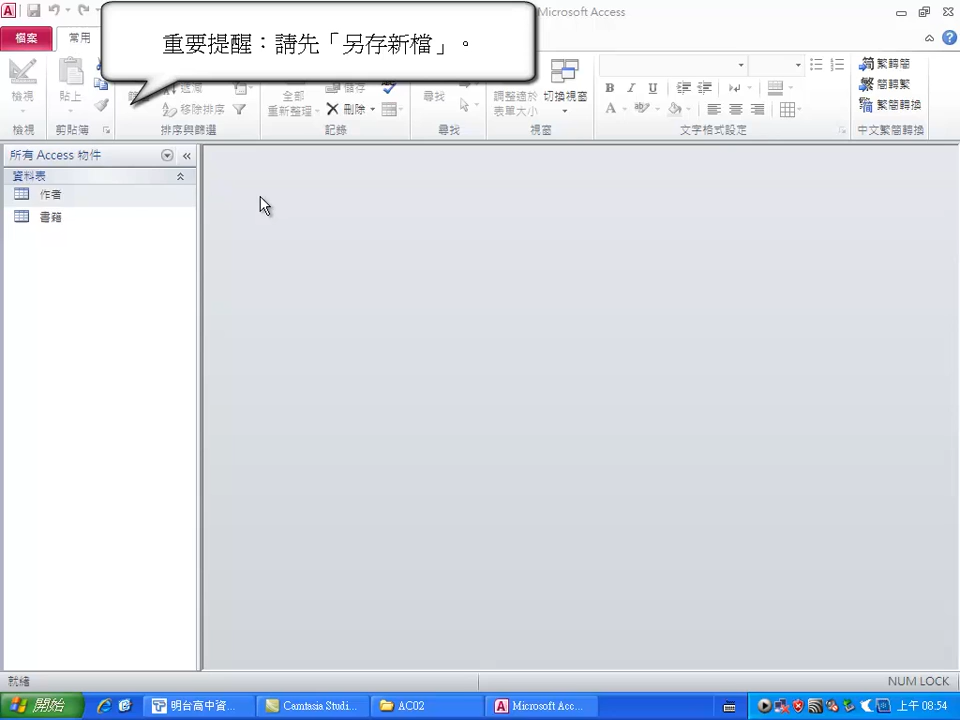 Microsoft Access
檔案
常用
重要提醒：請先「另存新檔」。
檢視
貼上
移除排序
全部
重新整理
儲存
刪除
尋找
調整適於
表單大小
切換視窗
B I U
A
繁轉簡
簡轉繁
繁簡轉換
檢視
剪貼簿
排序與篩選
記錄
尋找
視窗
文字格式設定
中文繁簡轉換
所有 Access 物件
資料表
作者
書籍
就緒
NUM LOCK
開始
明台高中資...
Camtasia Studi...
AC02
Microsoft Acc...
上午 08:54